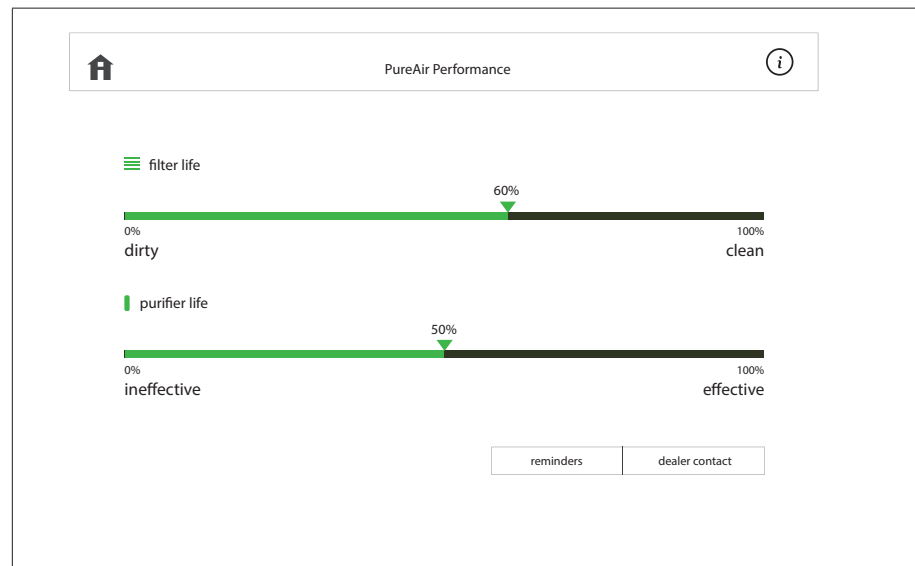 PureAir Performance
i
filter life
60%
0% 100%
dirty clean
purifier life
50%
0% 100%
ineffective effective
reminders dealer contact